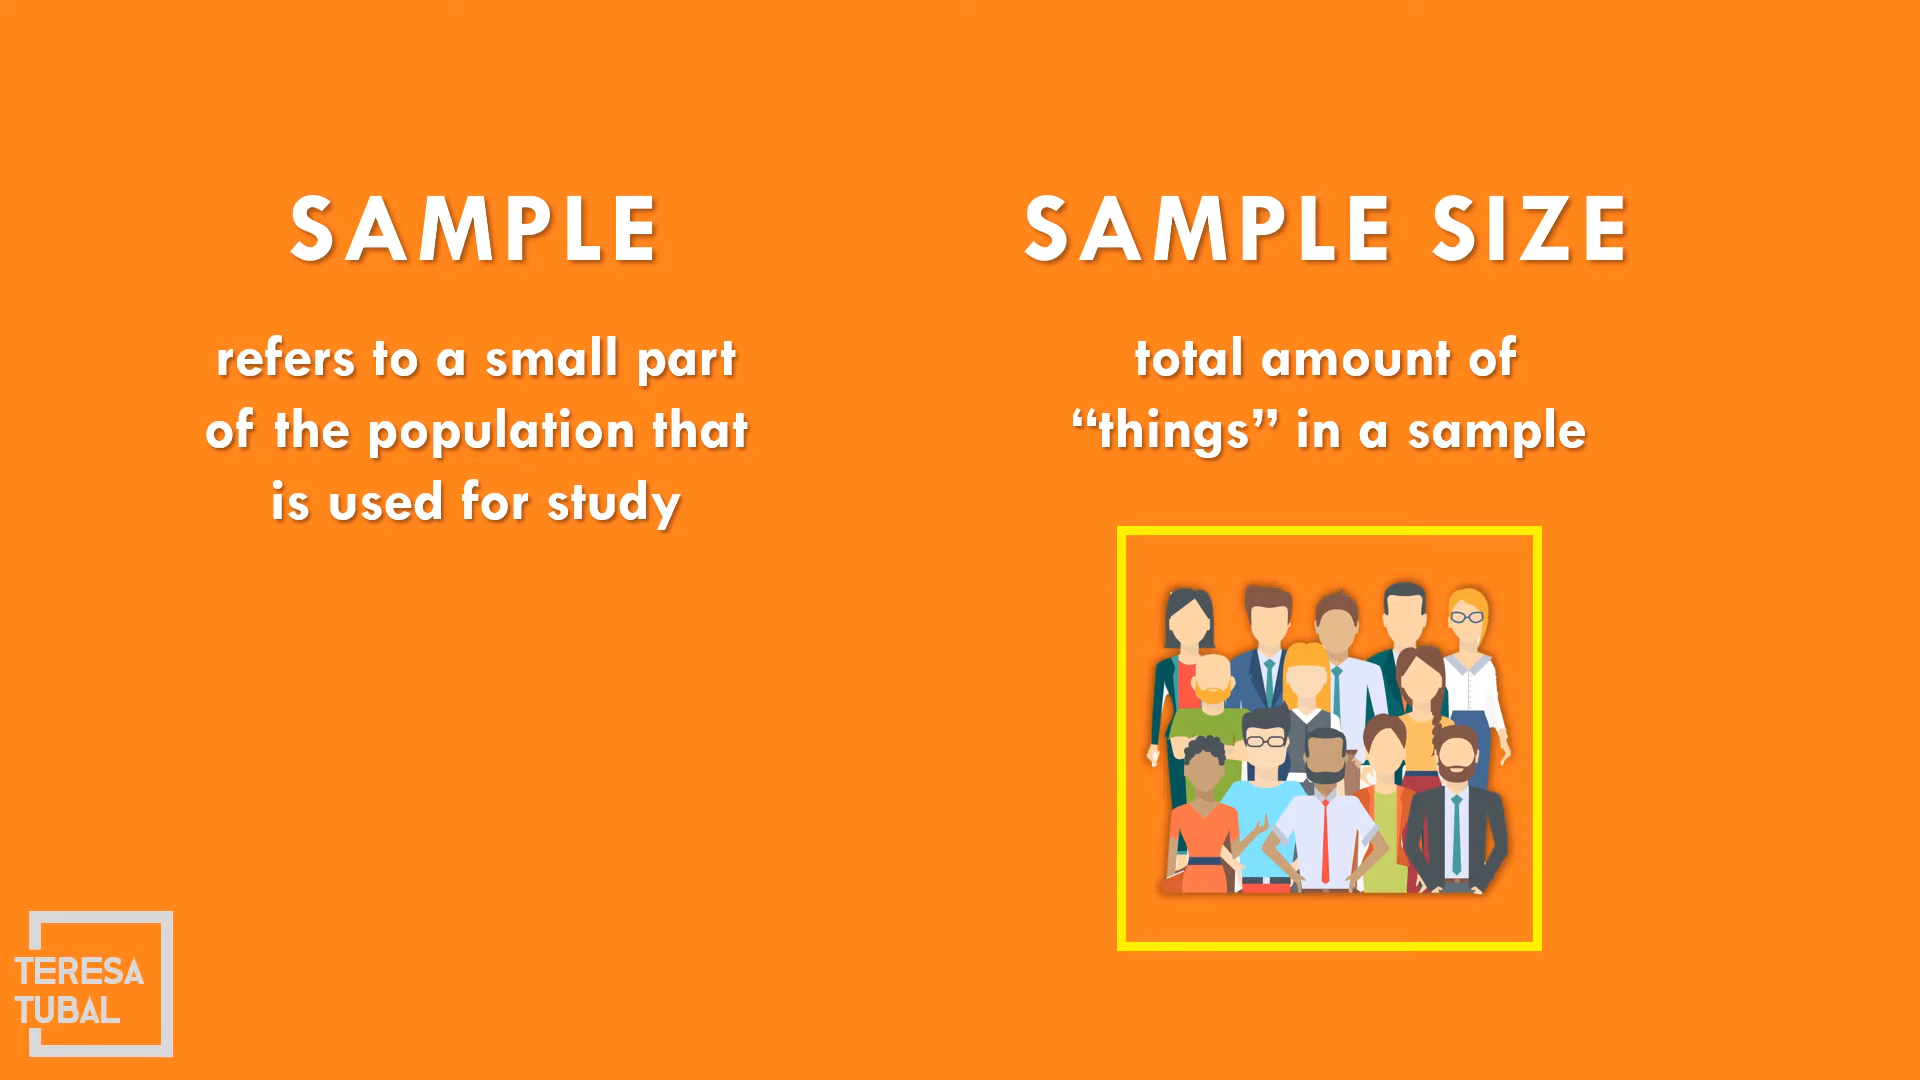 SAMPLE
refers to a small part
of the population that
is used for study
SAMPLE SIZE
total amount of
“things” in a sample
TERESA
TUBAL